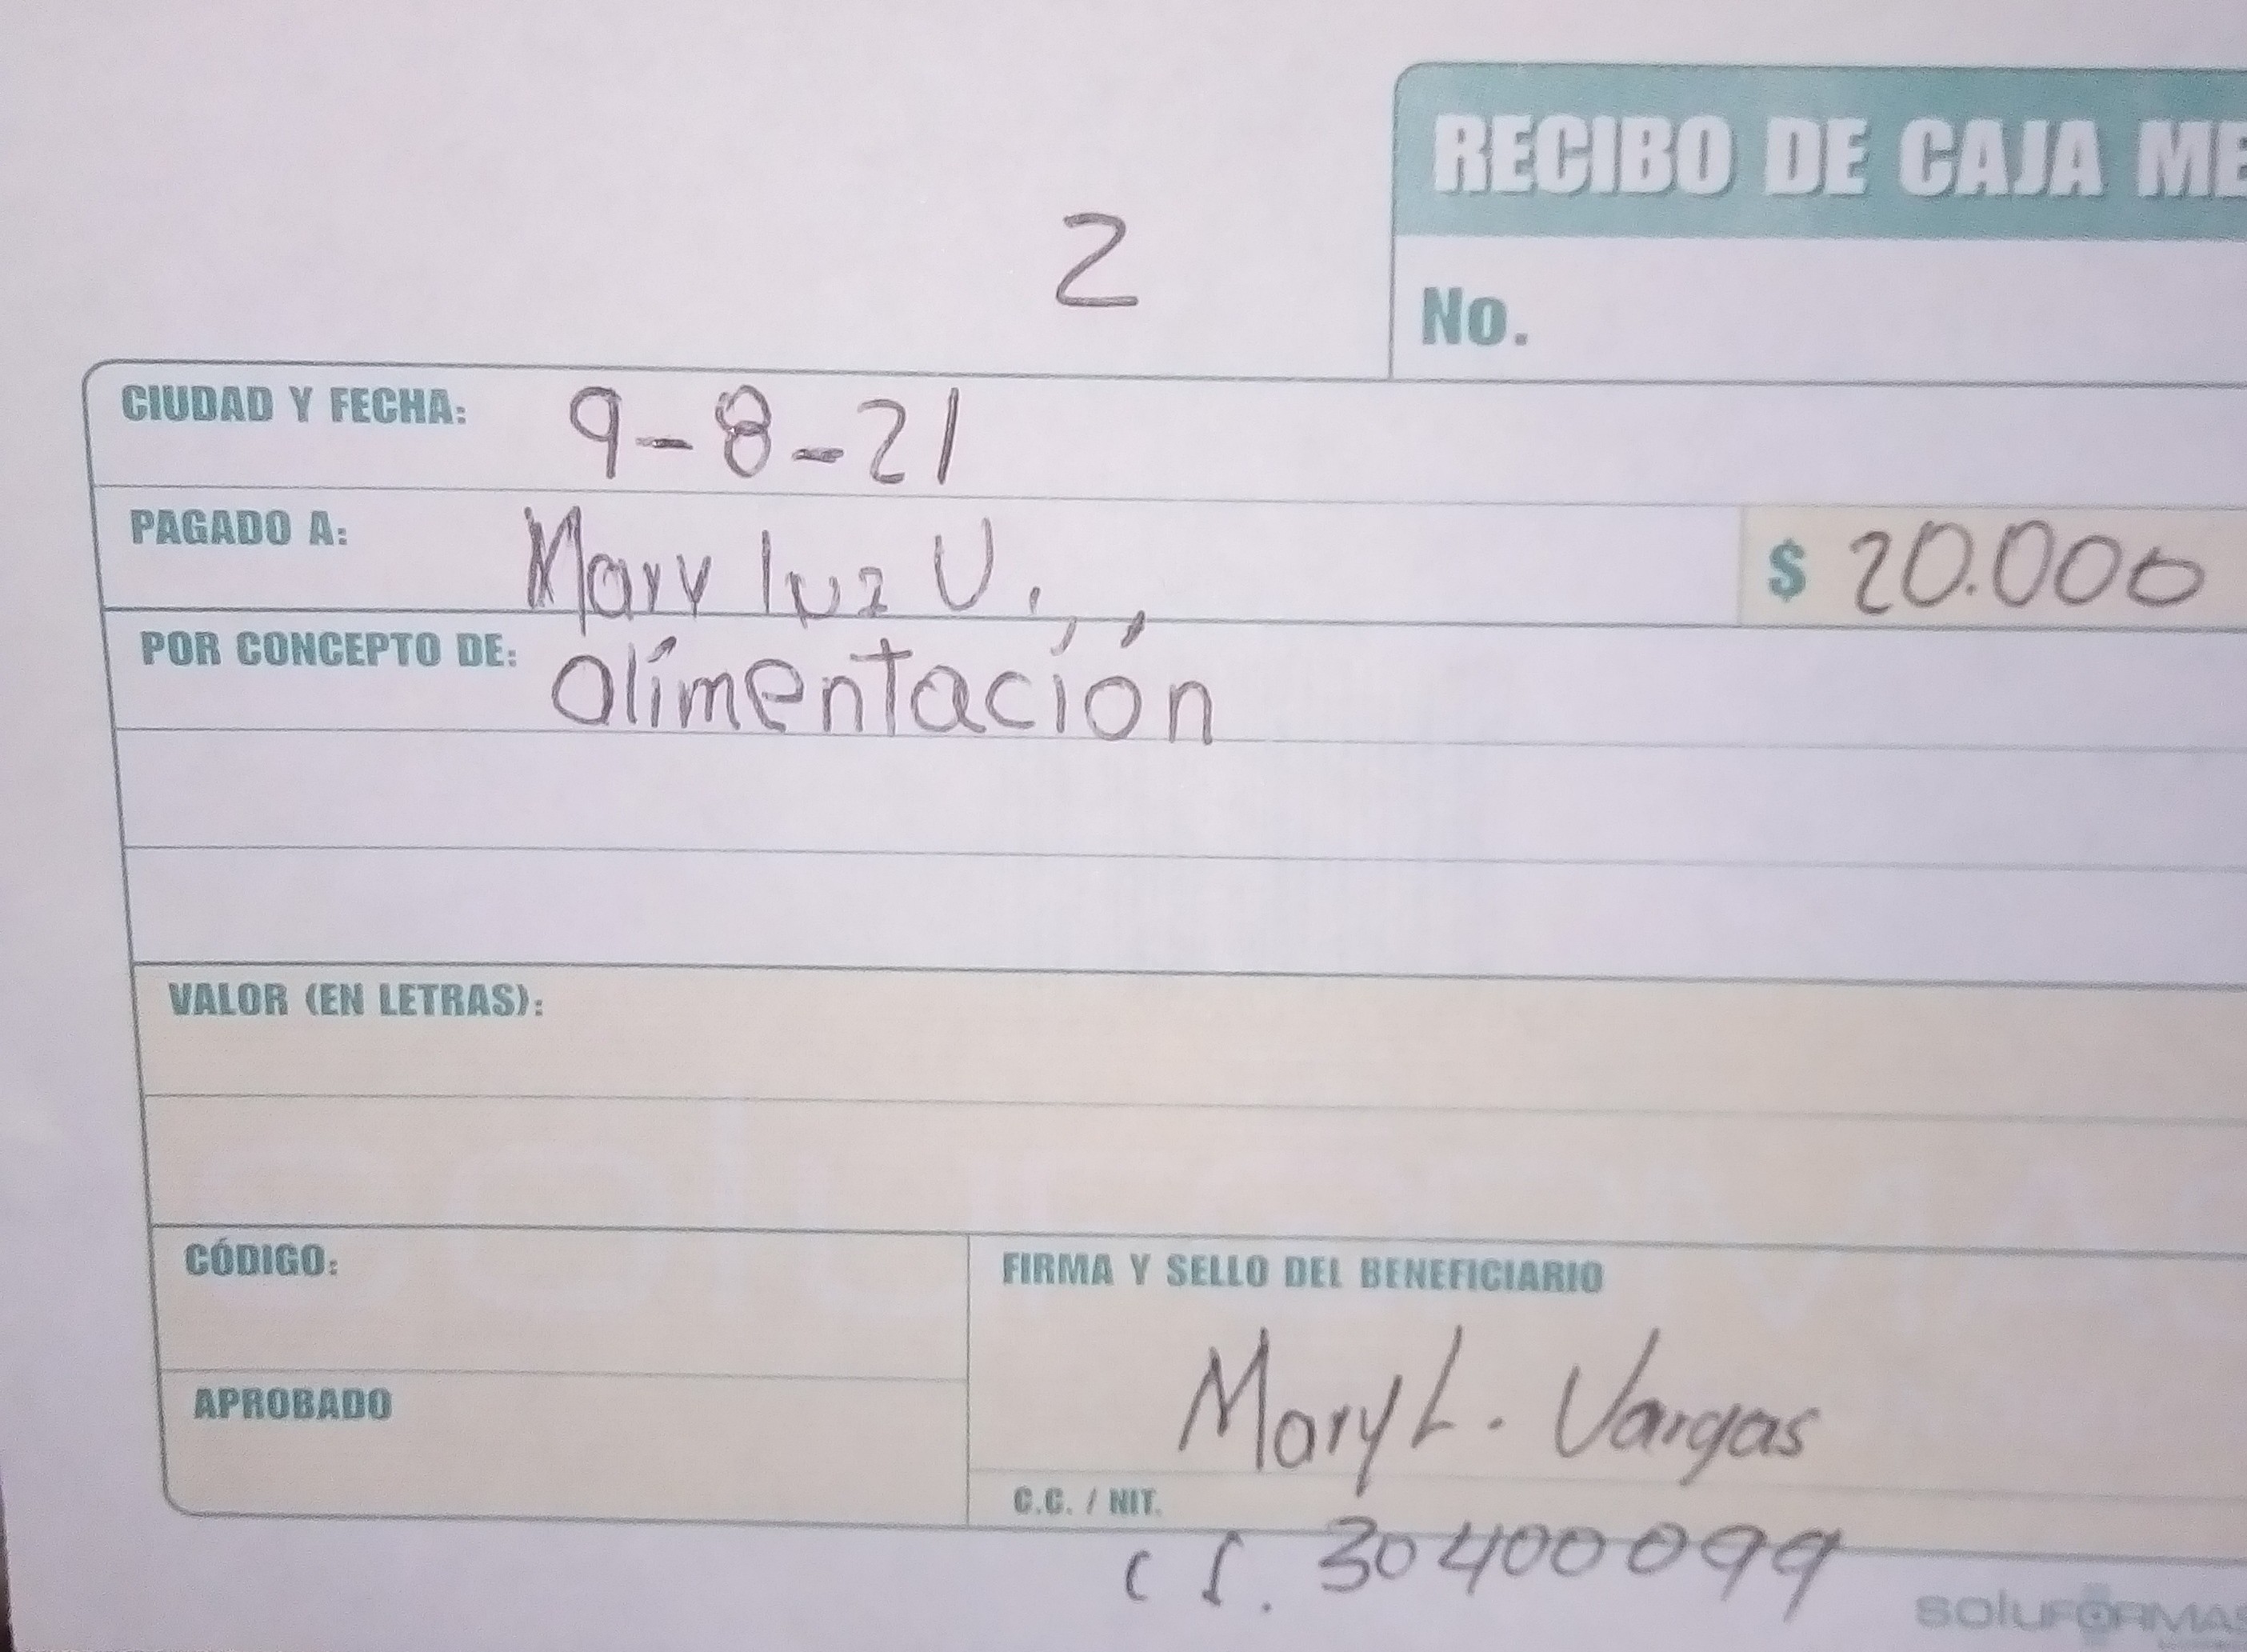 RECIBO DE CAJA ME
2
No.
CIUDAD Y FECHA: 9-8-21
PAGADO A: Mary luz V. $ 20.000
POR CONCEPTO DE: alimentación
VALOR (EN LETRAS):
CÓDIGO:
FIRMA Y SELLO DEL BENEFICIARIO
APROBADO
Mary L. Vargas
C.C. / NIT.
30400099
soluFORMAS